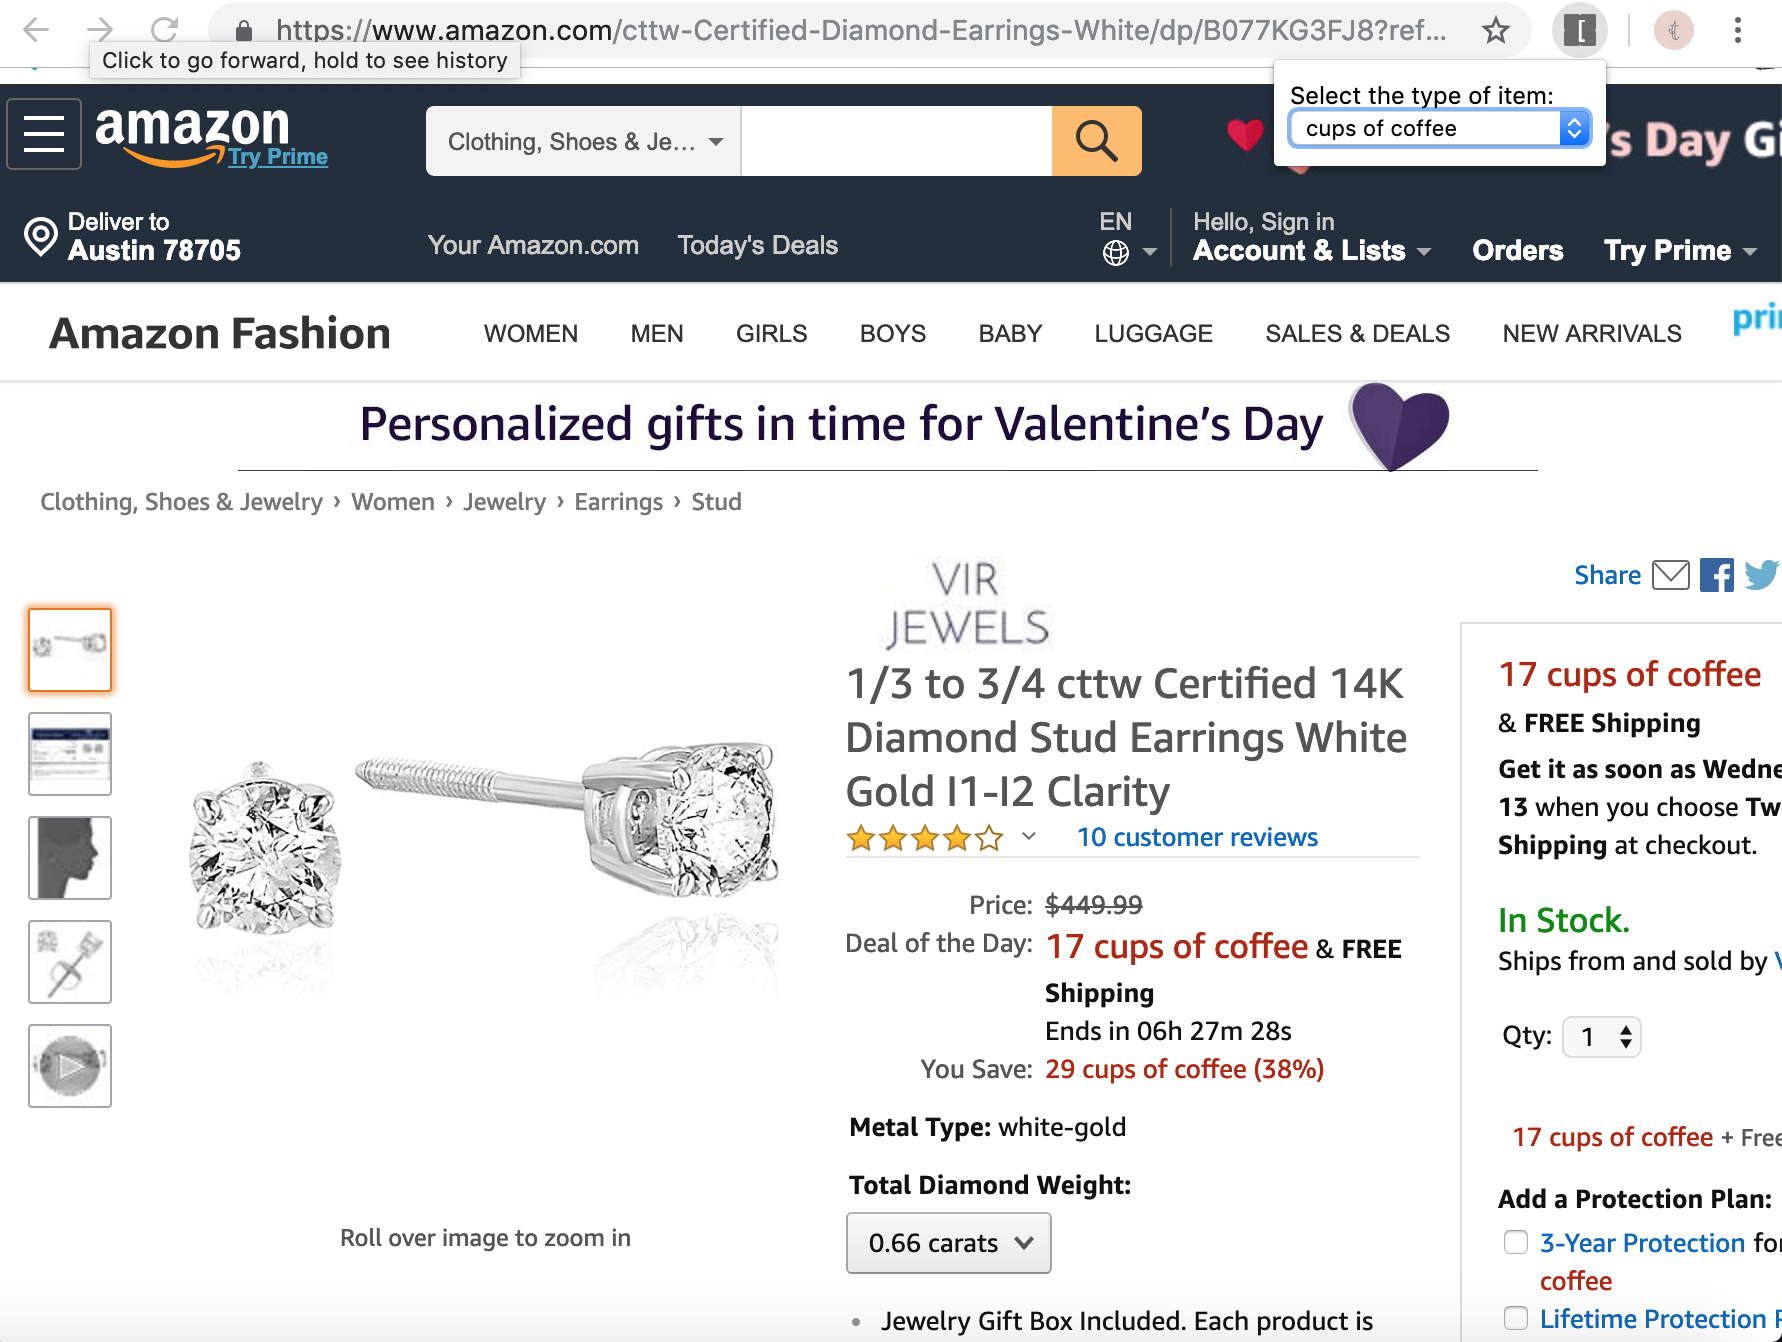 https://www.amazon.com/cttw-Certified-Diamond-Earrings-White/dp/B077KG3FJ8?ref...
Click to go forward, hold to see history
Select the type of item:
cups of coffee
amazon
Try Prime
Clothing, Shoes & Je...
's Day Gi
Deliver to
Austin 78705
Your Amazon.com
Today's Deals
EN
Hello, Sign in
Account & Lists
Orders
Try Prime
Amazon Fashion
WOMEN
MEN
GIRLS
BOYS
BABY
LUGGAGE
SALES & DEALS
NEW ARRIVALS
pri
Personalized gifts in time for Valentine's Day
Clothing, Shoes & Jewelry › Women › Jewelry › Earrings › Stud
VIR
JEWELS
1/3 to 3/4 cttw Certified 14K
Diamond Stud Earrings White
Gold I1-I2 Clarity
10 customer reviews
Price: $449.99
Deal of the Day: 17 cups of coffee & FREE
Shipping
Ends in 06h 27m 28s
You Save: 29 cups of coffee (38%)
Metal Type: white-gold
Total Diamond Weight:
0.66 carats
Jewelry Gift Box Included. Each product is
Roll over image to zoom in
Share
17 cups of coffee
& FREE Shipping
Get it as soon as Wedne
13 when you choose Tw
Shipping at checkout.
In Stock.
Ships from and sold by V
Qty: 1
17 cups of coffee + Free
Add a Protection Plan:
3-Year Protection for
coffee
Lifetime Protection P